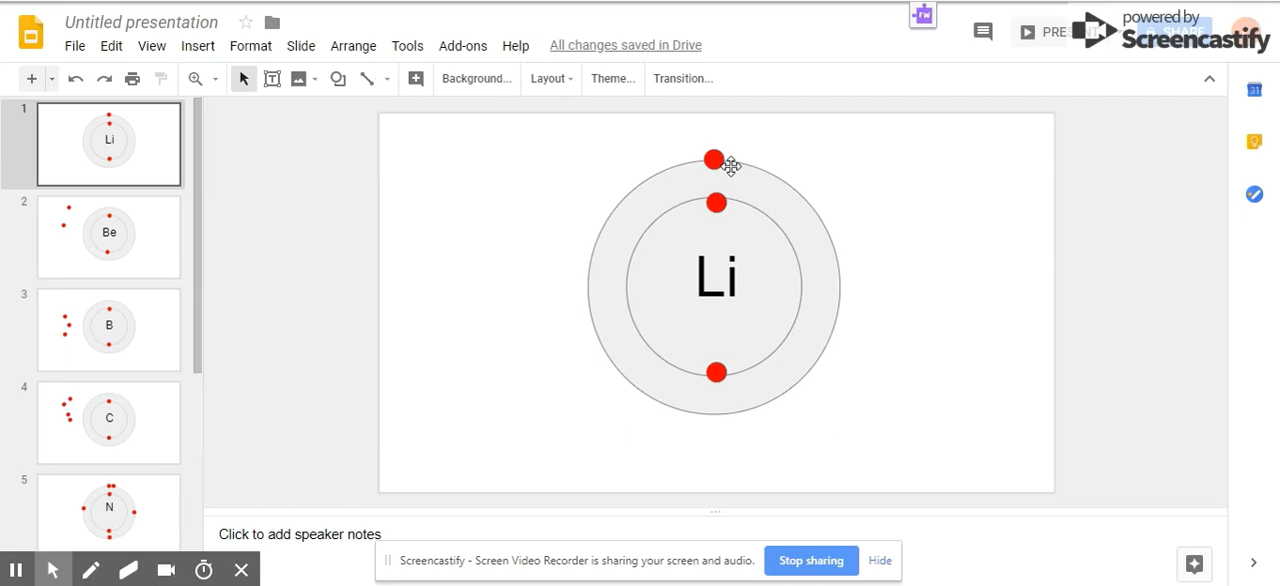 Untitled presentation
powered by
Screencastify
File Edit View Insert Format Slide Arrange Tools Add-ons Help All changes saved in Drive
Background... Layout Theme... Transition...
31
1
Li
2
Be
3
B
4
C
5
N
Li
Click to add speaker notes
Screencastify - Screen Video Recorder is sharing your screen and audio. Stop sharing Hide